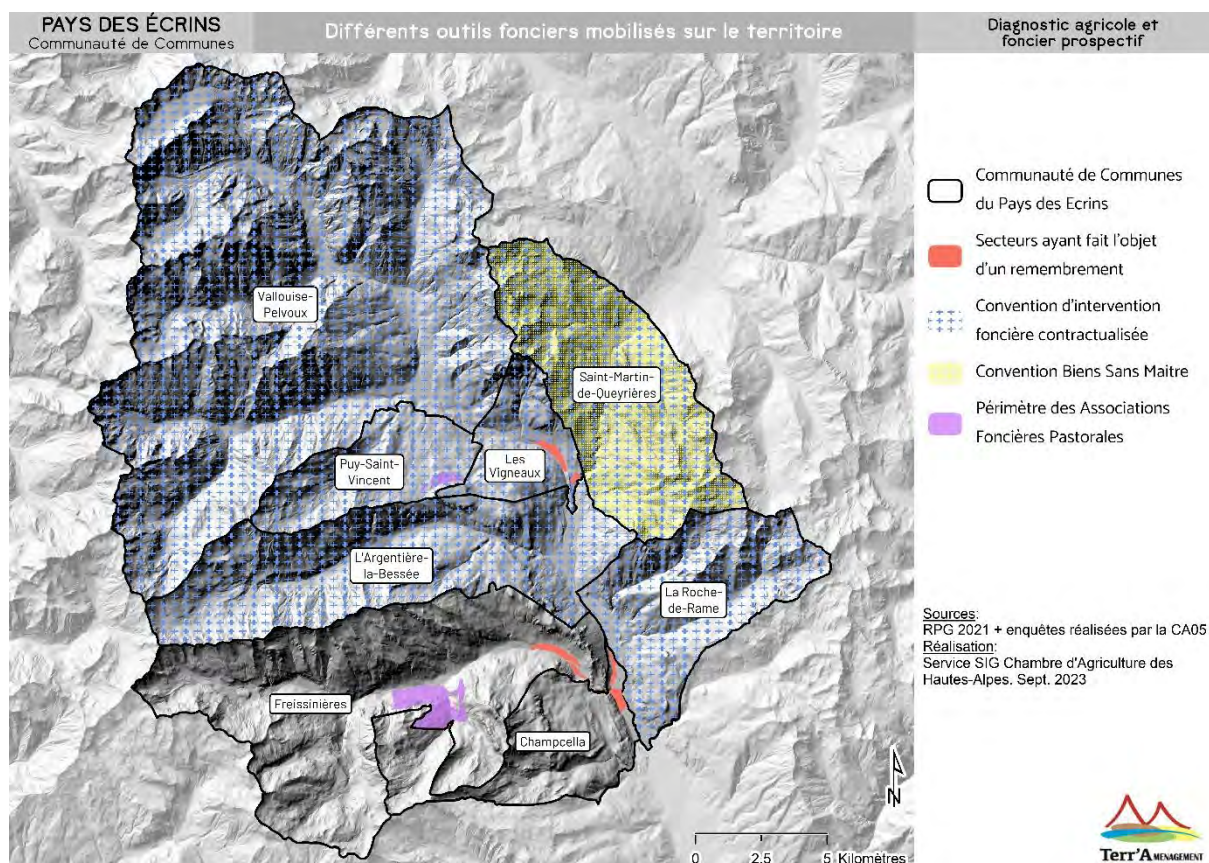 PAYS DES ÉCRINS
Communauté de Communes
Différents outils fonciers mobilisés sur le territoire
Diagnostic agricole et
foncier prospectif
Vallouise-
Pelvoux
Saint-Martin-
de-Queyrières
Puy-Saint-
Vincent
Les
Vigneaux
L'Argentière-
la-Bessée
La Roche-
de-Rame
Freissinières
Champcella
Communauté de Communes
du Pays des Ecrins
Secteurs ayant fait l'objet
d'un remembrement
Convention d'intervention
foncière contractualisée
Convention Biens Sans Maitre
Périmètre des Associations
Foncières Pastorales
Sources:
RPG 2021 + enquêtes réalisées par la CA05
Réalisation:
Service SIG Chambre d'Agriculture des
Hautes-Alpes. Sept. 2023
N
0 2.5 5 Kilomètres
Terr'AMENAGEMENT